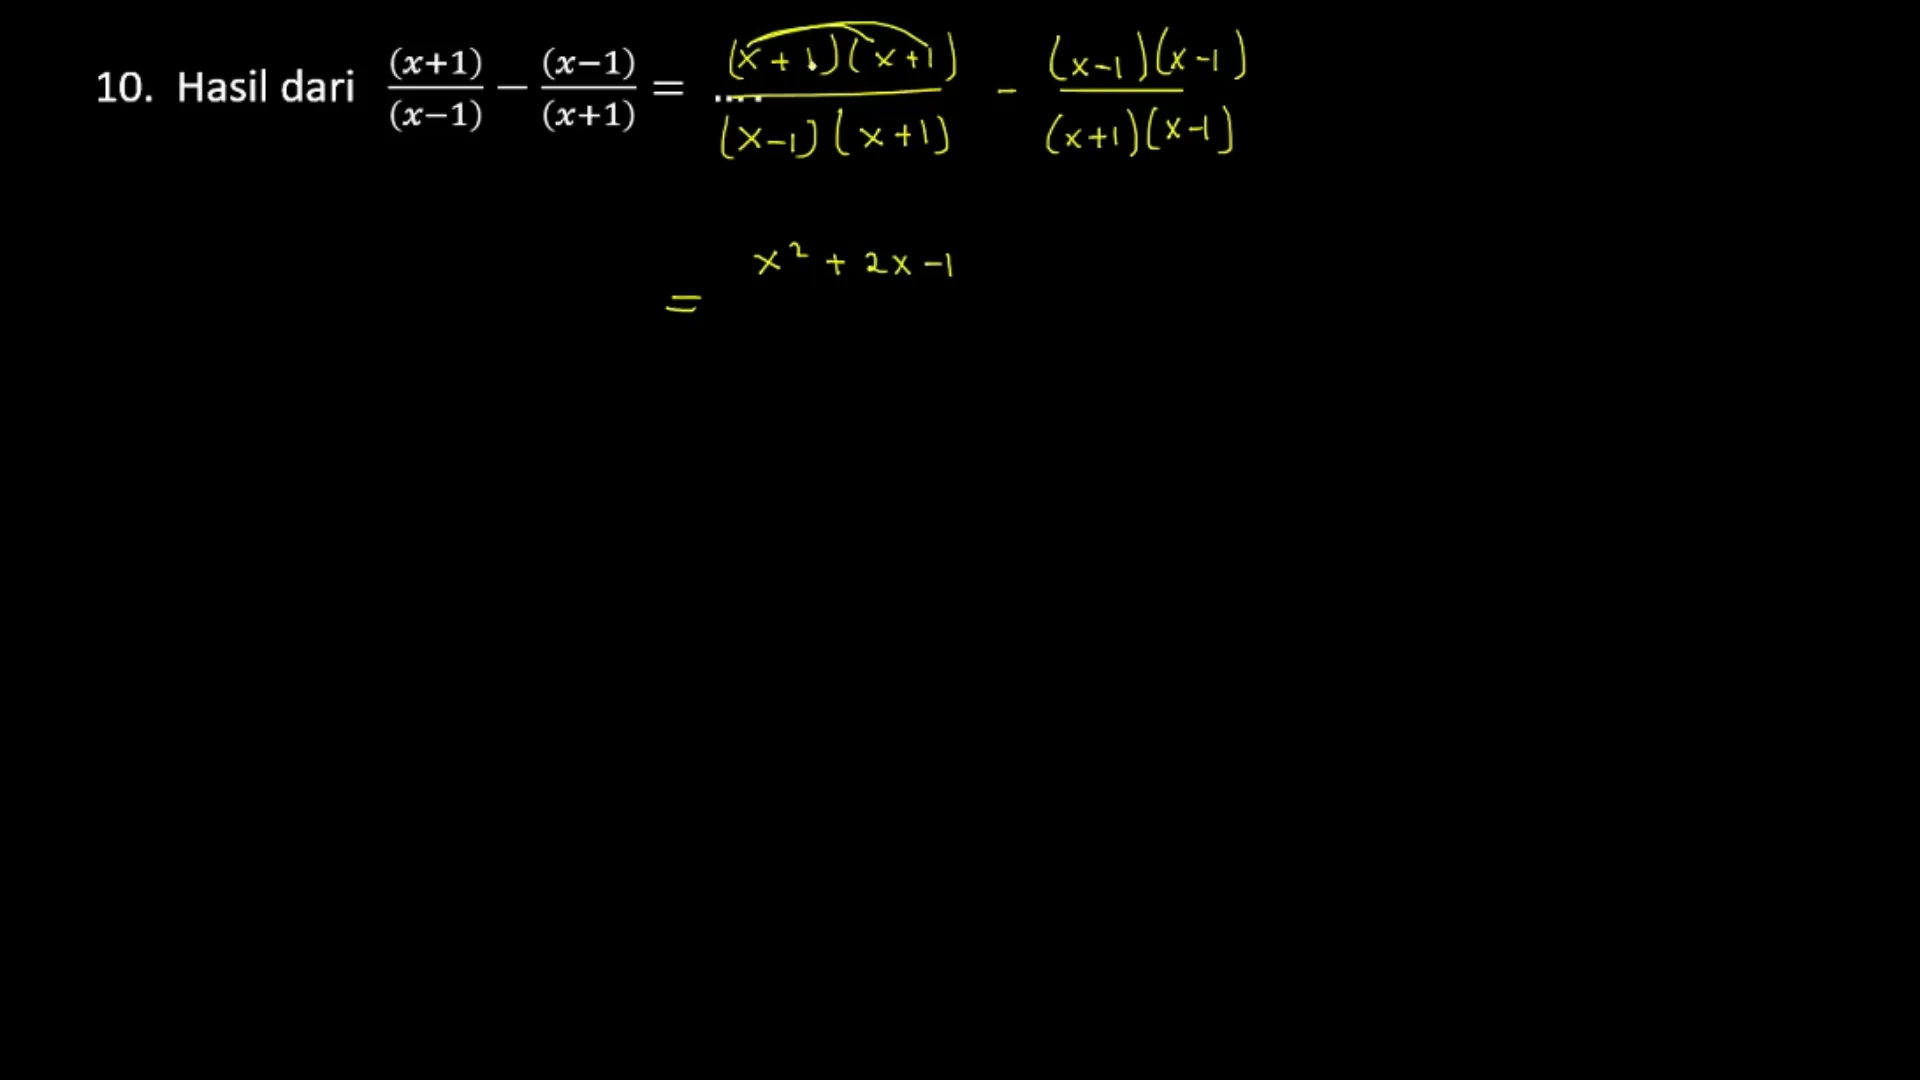 10. Hasil dari (x+1)/(x−1) − (x−1)/(x+1) = .... (x+1)(x+1)/(x-1)(x+1) - (x-1)(x-1)/(x+1)(x-1)
= x² + 2x -1